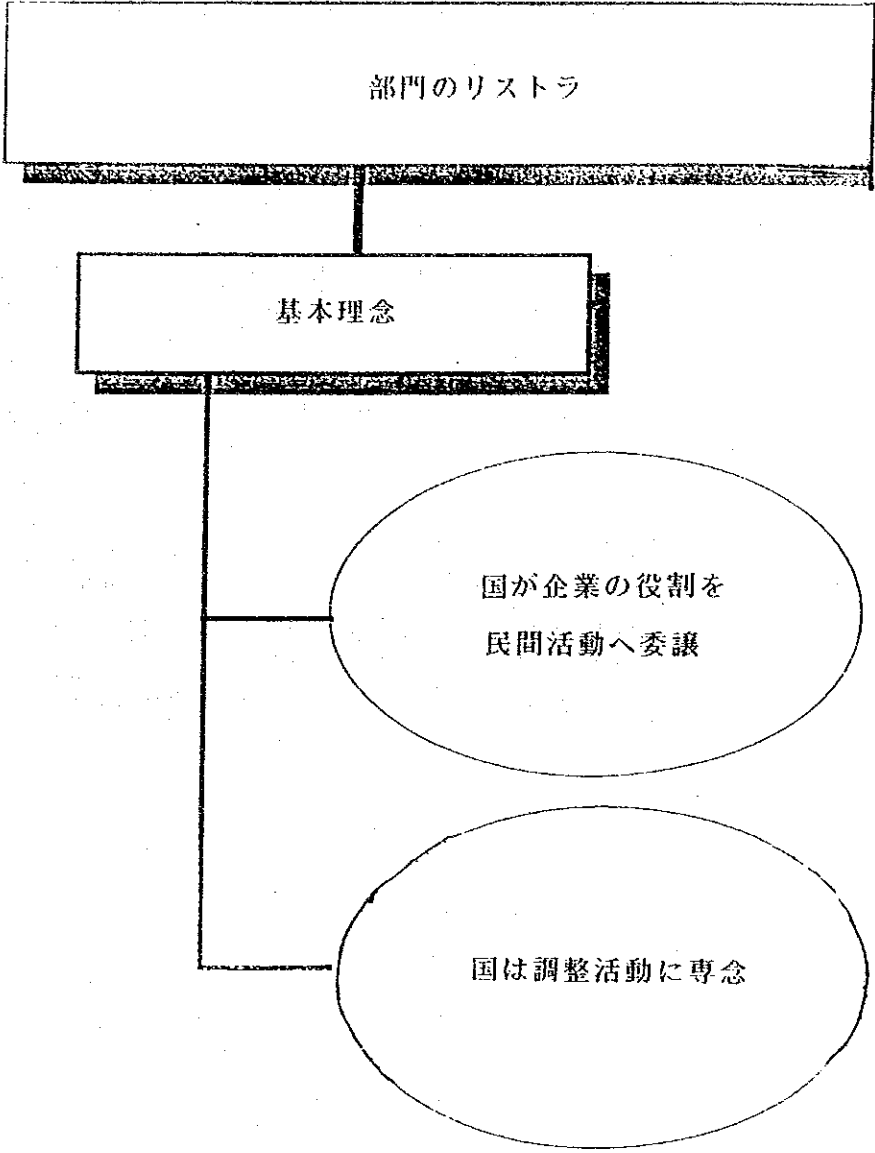 部門のリストラ
基本理念
国が企業の役割を
民間活動へ委譲
国は調整活動に専念